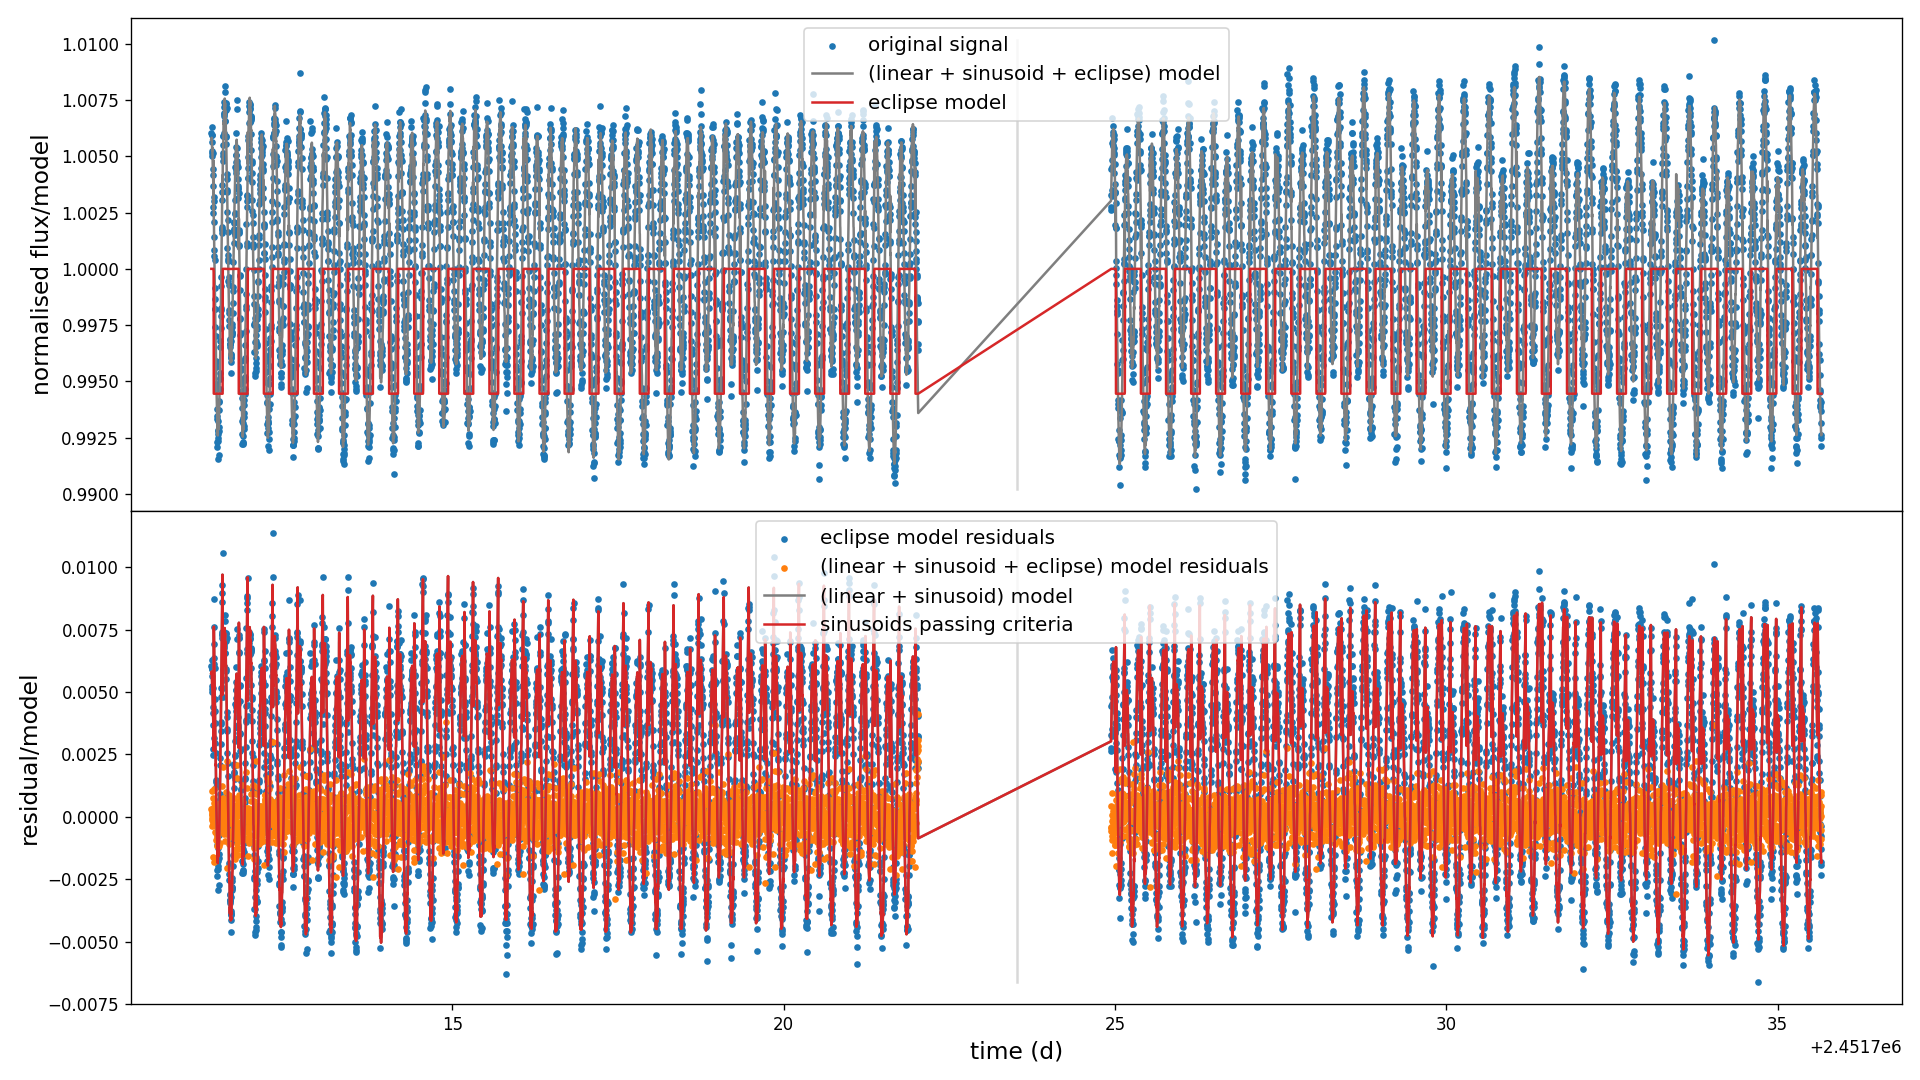 original signal
(linear + sinusoid + eclipse) model
eclipse model
normalised flux/model
1.0100
1.0075
1.0050
1.0025
1.0000
0.9975
0.9950
0.9925
0.9900
eclipse model residuals
(linear + sinusoid + eclipse) model residuals
(linear + sinusoid) model
sinusoids passing criteria
residual/model
0.0100
0.0075
0.0050
0.0025
0.0000
−0.0025
−0.0050
−0.0075
15
20
25
30
35
time (d)
+2.4517e6